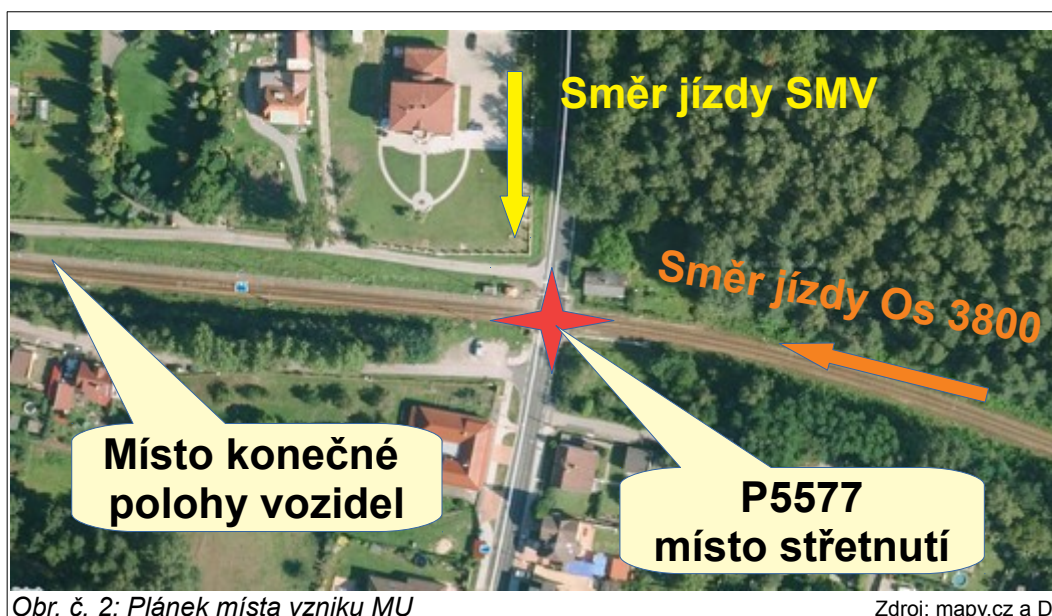 Směr jízdy SMV
Směr jízdy Os 3800
Místo konečné
polohy vozidel
P5577
místo střetnutí
Obr. č. 2: Plánek místa vzniku MU
Zdroj: mapy.cz a D